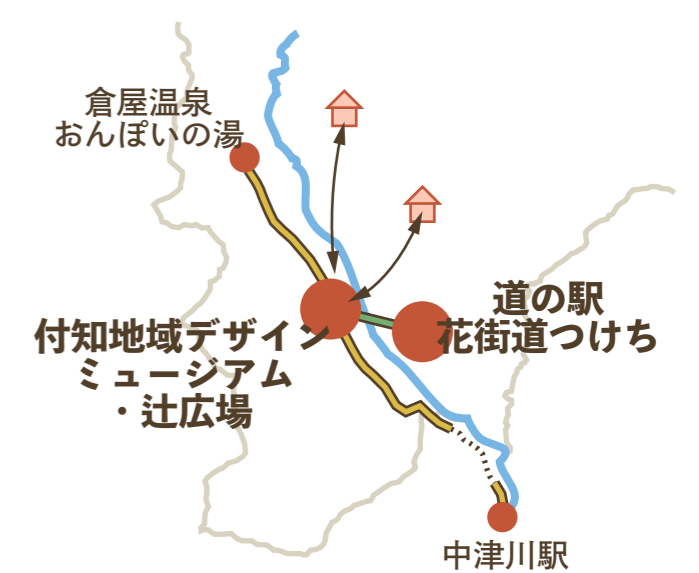 倉屋温泉
おんぽいの湯
道の駅
花街道つけち
付知地域デザイン
ミュージアム
・辻広場
中津川駅